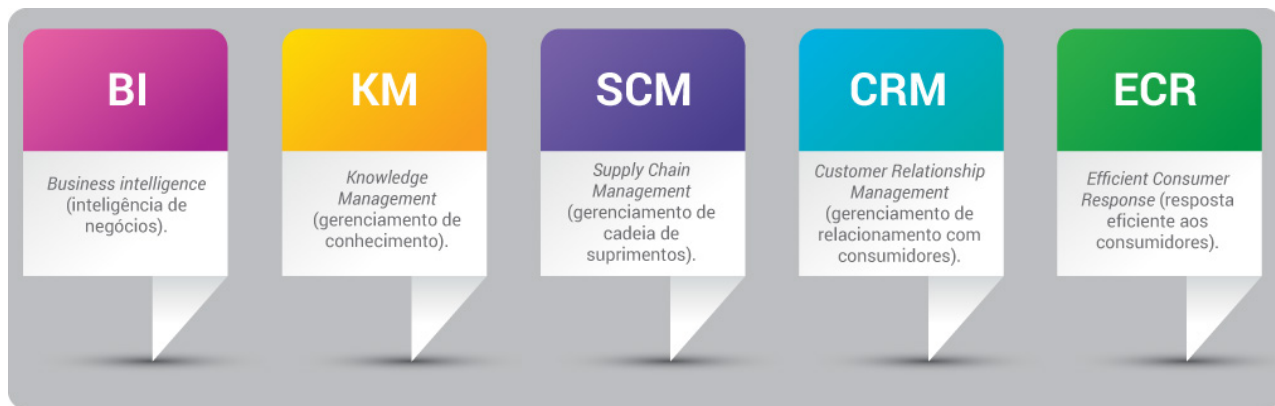 BI
Business intelligence
(inteligência de
negócios).
KM
Knowledge
Management
(gerenciamento de
conhecimento).
SCM
Supply Chain
Management
(gerenciamento de
cadeia de
suprimentos).
CRM
Customer Relationship
Management
(gerenciamento de
relacionamento com
consumidores).
ECR
Efficient Consumer
Response (resposta
eficiente aos
consumidores).